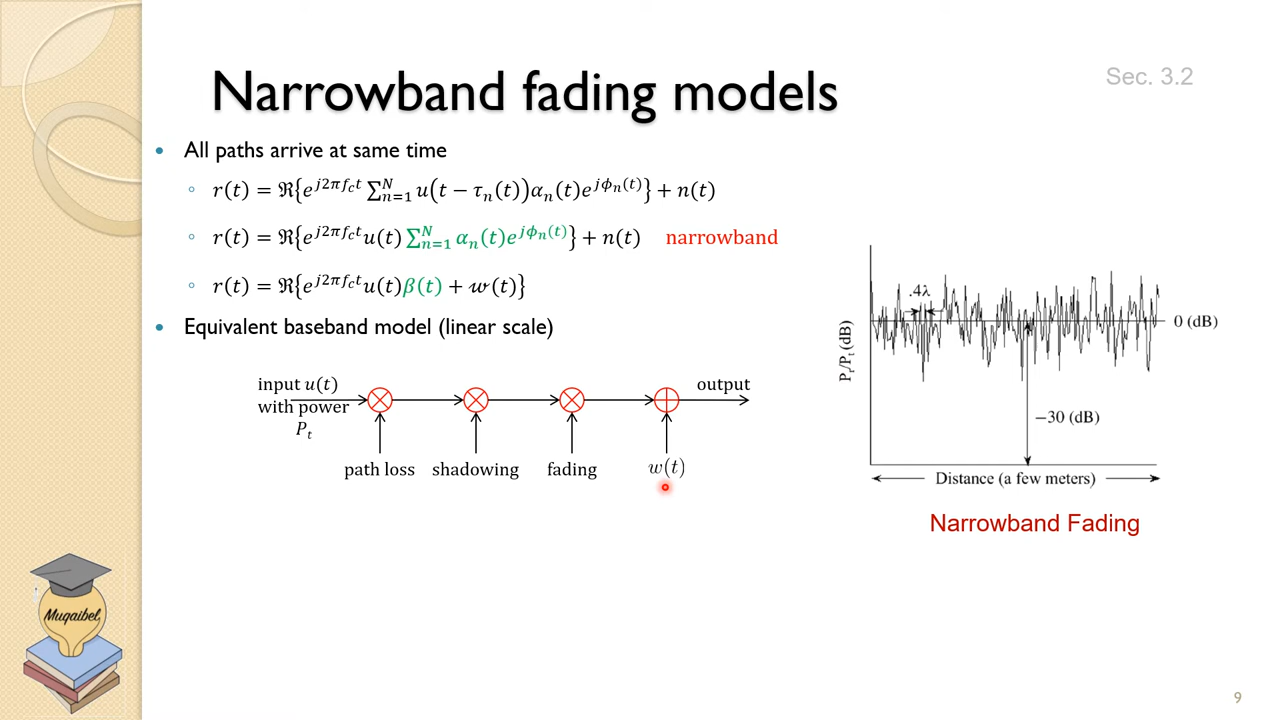 Narrowband fading models
Sec. 3.2
• All paths arrive at same time
◦ r(t) = ℜ{e^{j2πf_c t} ∑_{n=1}^{N} u(t − τ_n(t))α_n(t)e^{jϕ_n(t)}} + n(t)
◦ r(t) = ℜ{e^{j2πf_c t}u(t) ∑_{n=1}^{N} α_n(t)e^{jϕ_n(t)}} + n(t) narrowband
◦ r(t) = ℜ{e^{j2πf_c t}u(t)β(t) + w(t)}
• Equivalent baseband model (linear scale)
input u(t)
with power
P_t
output
path loss shadowing fading w(t)
.4λ
0 (dB)
P_r/P_t (dB)
−30 (dB)
Distance (a few meters)
Narrowband Fading
Muqaibel
9